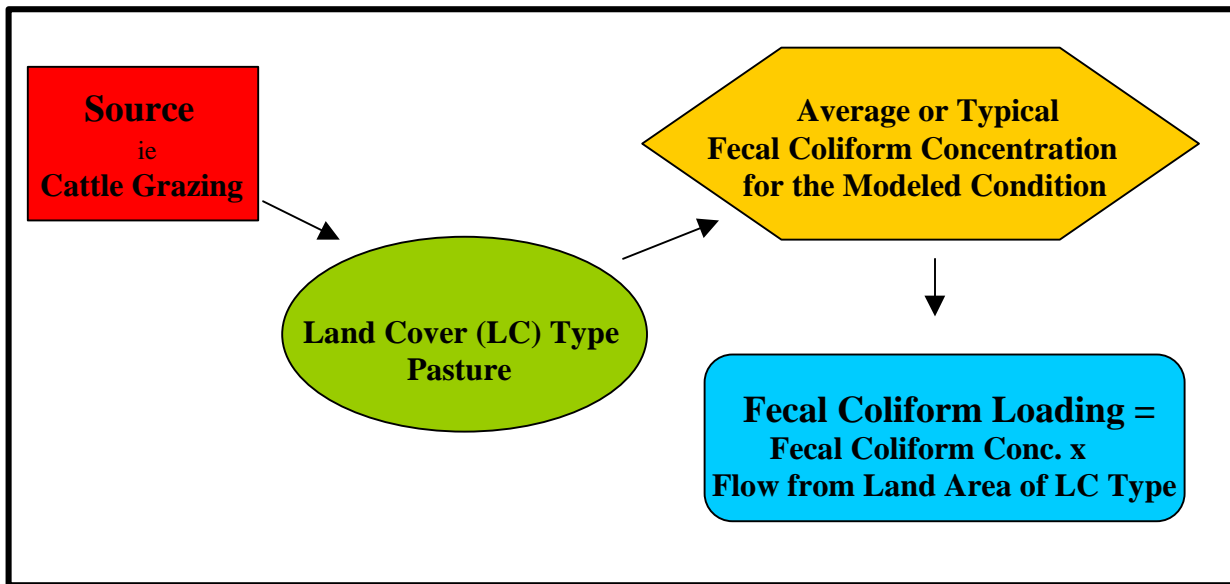 Source
ie
Cattle Grazing
Land Cover (LC) Type
Pasture
Average or Typical
Fecal Coliform Concentration
for the Modeled Condition
Fecal Coliform Loading =
Fecal Coliform Conc. x
Flow from Land Area of LC Type